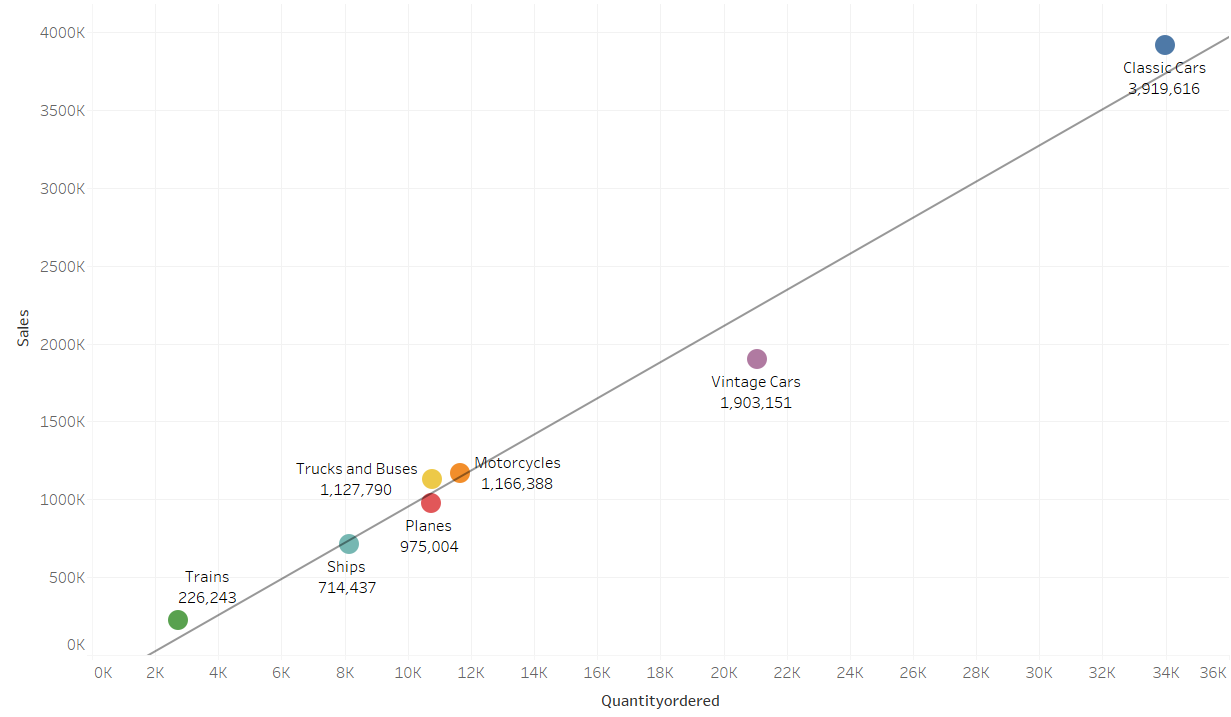 4000K
Classic Cars
3,919,616
3500K
3000K
2500K
Sales
2000K
Vintage Cars
1,903,151
1500K
Trucks and Buses
1,127,790
Motorcycles
1,166,388
1000K
Planes
975,004
Ships
714,437
500K
Trains
226,243
0K
0K 2K 4K 6K 8K 10K 12K 14K 16K 18K 20K 22K 24K 26K 28K 30K 32K 34K 36K
Quantityordered